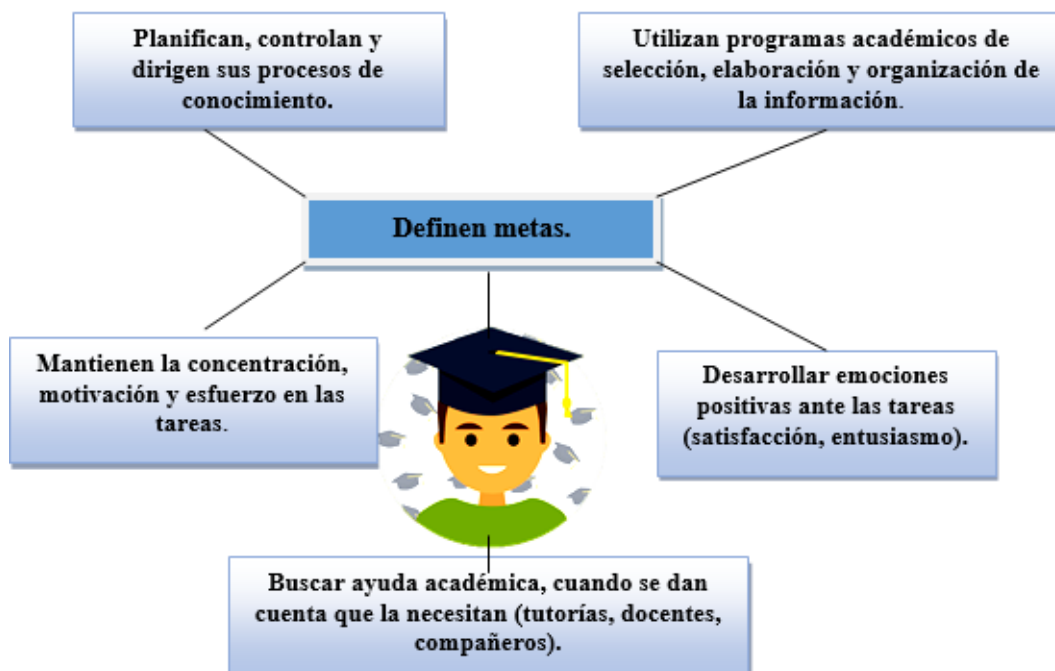 Planifican, controlan y
dirigen sus procesos de
conocimiento.
Utilizan programas académicos de
selección, elaboración y organización de
la información.
Definen metas.
Mantienen la concentración,
motivación y esfuerzo en las
tareas.
Desarrollar emociones
positivas ante las tareas
(satisfacción, entusiasmo).
Buscar ayuda académica, cuando se dan
cuenta que la necesitan (tutorías, docentes,
compañeros).